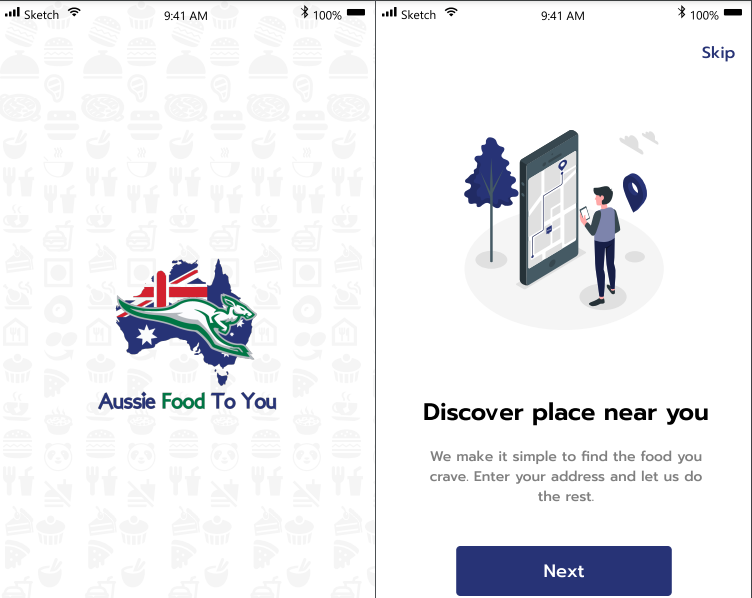 Sketch
9:41 AM
100%
Aussie Food To You
Sketch
9:41 AM
100%
Skip
Discover place near you
We make it simple to find the food you
crave. Enter your address and let us do
the rest.
Next